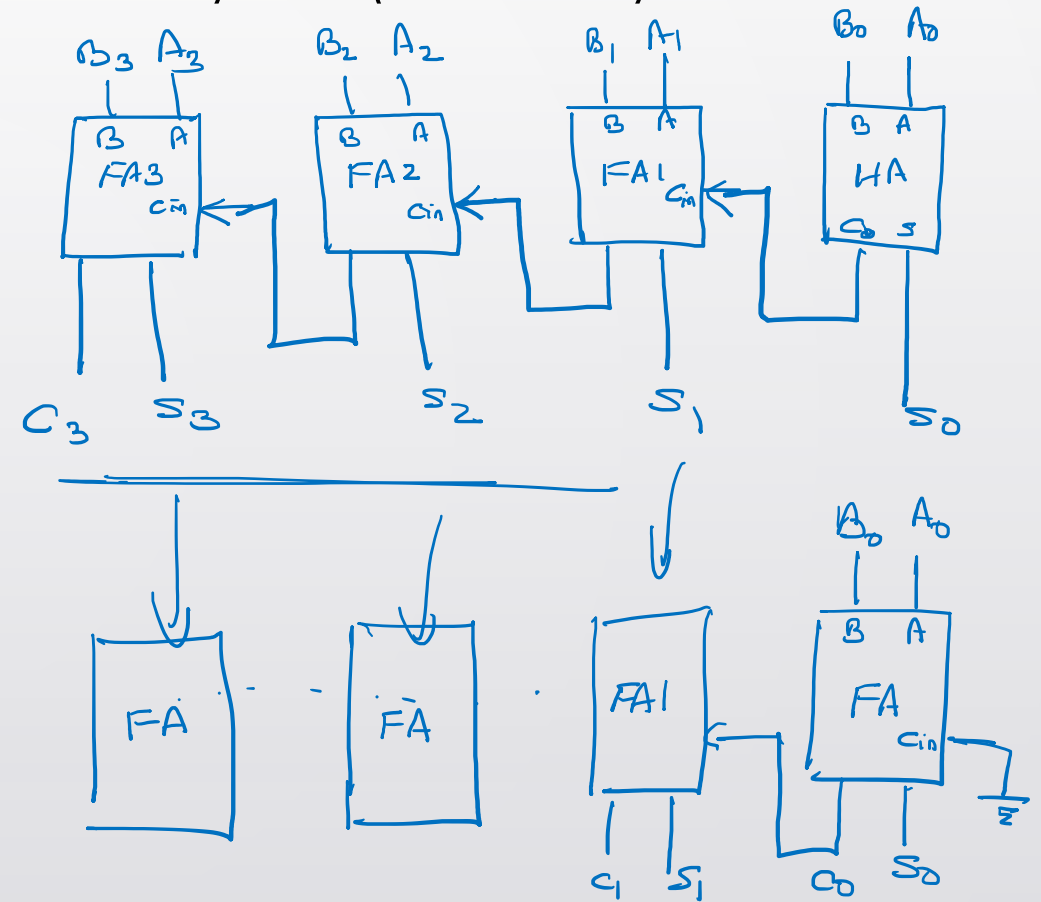 B3 A3 B2 A2 B1 A1 B0 A0
B A B A B A B A
FA3 FA2 FA1 HA
Cin Cin Cin C0 S
C3 S3 S2 S1 S0
B0 A0
B A
FA FA FA1 FA
Cin
C1 S1 C0 S0